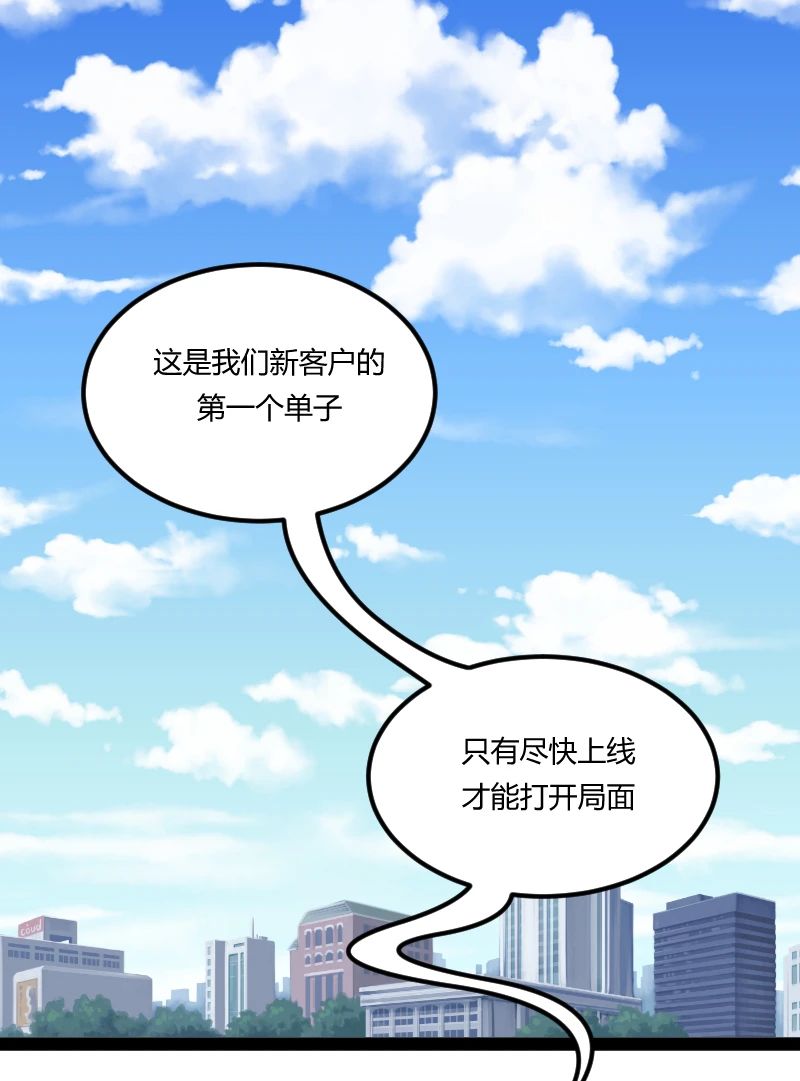 这是我们新客户的
第一个单子
只有尽快上线
才能打开局面